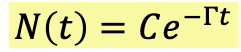 N(t) = Ce^{-Γt}